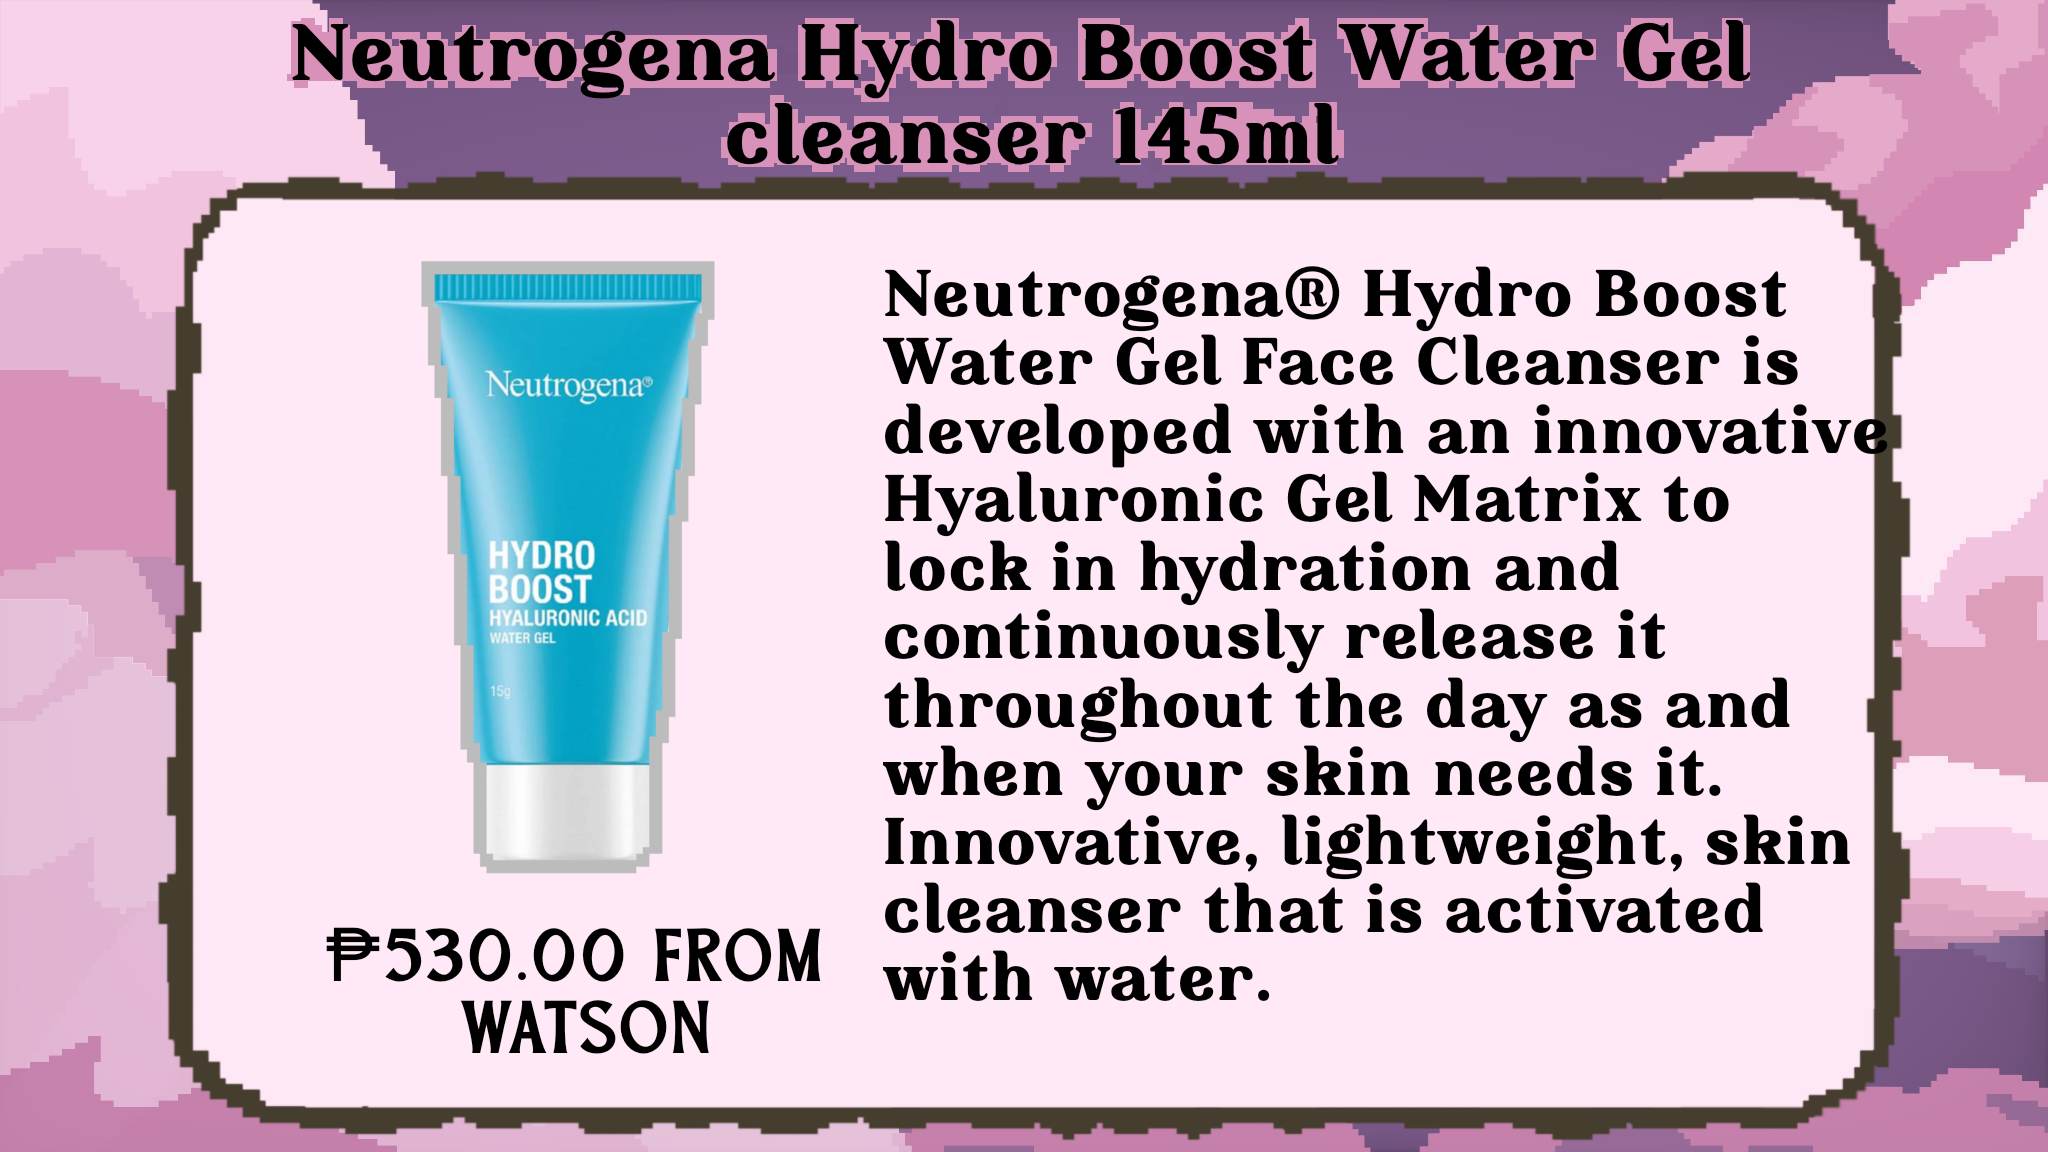 Neutrogena Hydro Boost Water Gel
cleanser 145ml
Neutrogena®
HYDRO
BOOST
HYALURONIC ACID
WATER GEL
15g
₱530.00 FROM
WATSON
Neutrogena® Hydro Boost
Water Gel Face Cleanser is
developed with an innovative
Hyaluronic Gel Matrix to
lock in hydration and
continuously release it
throughout the day as and
when your skin needs it.
Innovative, lightweight, skin
cleanser that is activated
with water.